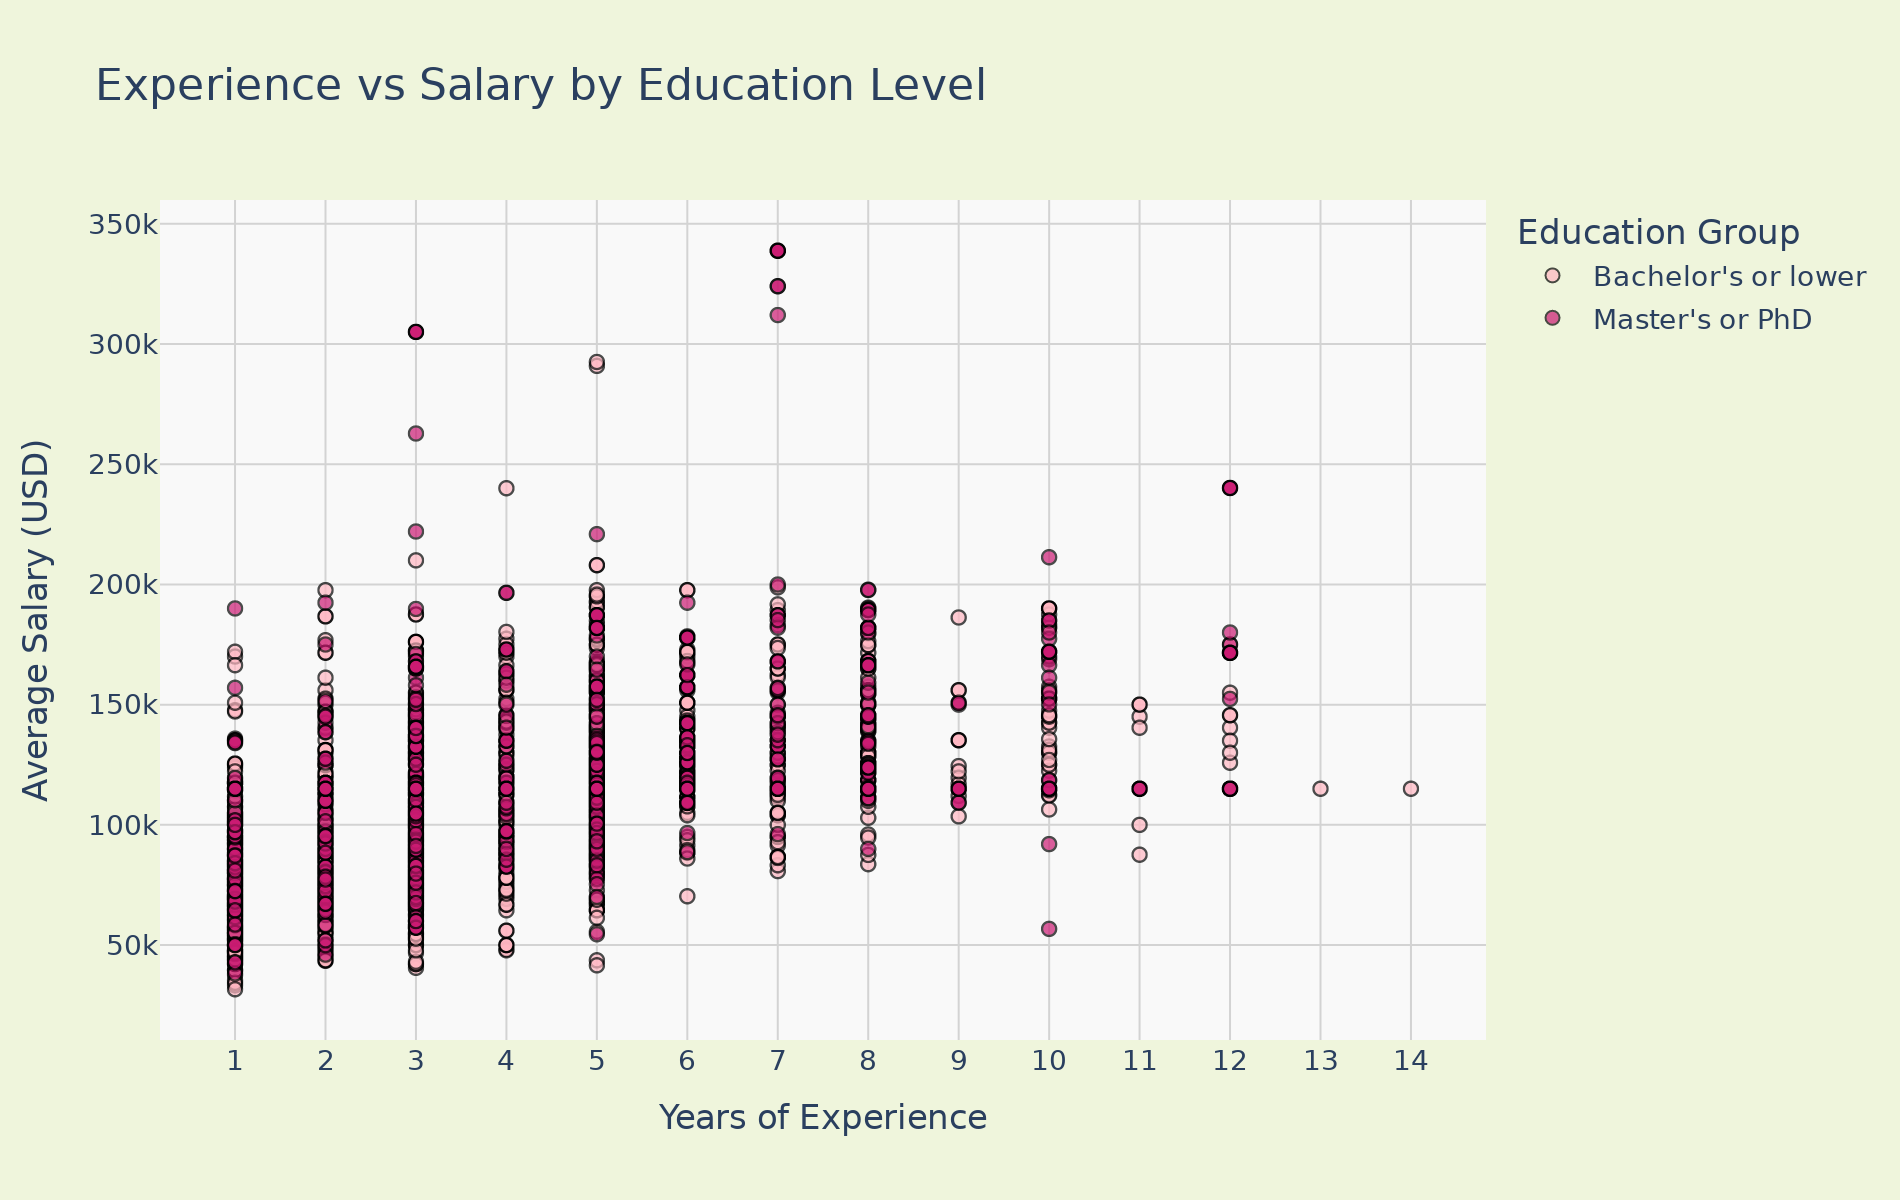 Experience vs Salary by Education Level
350k
300k
250k
200k
150k
100k
50k
Average Salary (USD)
1 2 3 4 5 6 7 8 9 10 11 12 13 14
Years of Experience
Education Group
Bachelor's or lower
Master's or PhD